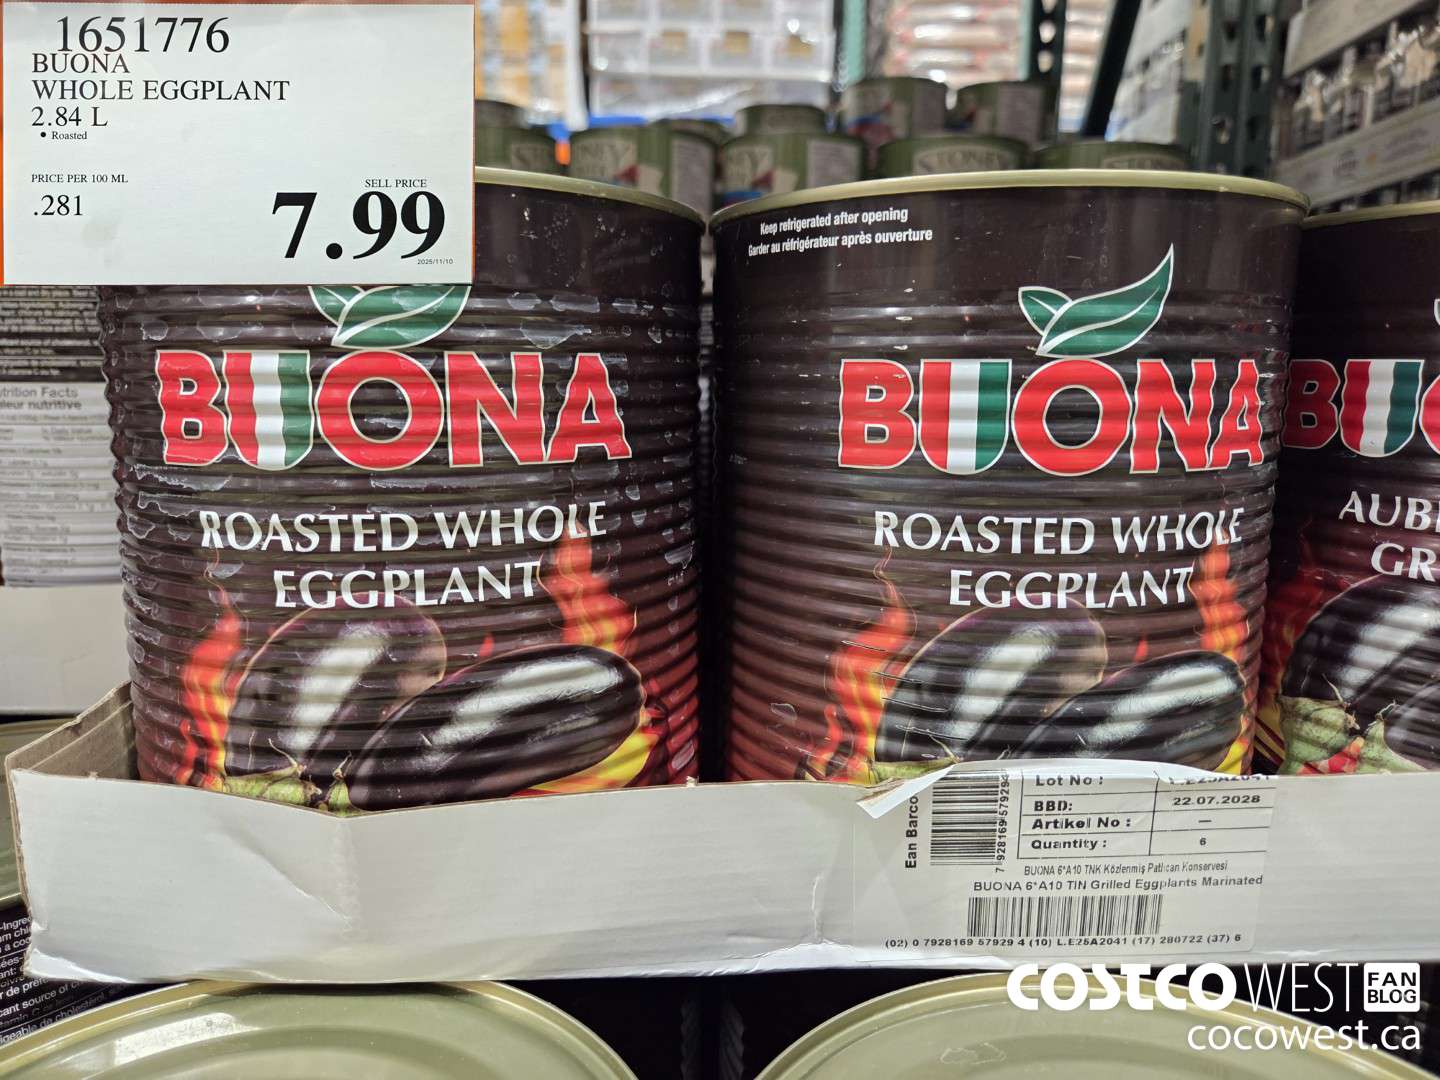 1651776
BUONA
WHOLE EGGPLANT
2.84 L
• Roasted
PRICE PER 100 ML
.281
SELL PRICE
7.99
2025/11/10
BUONA
ROASTED WHOLE
EGGPLANT
Keep refrigerated after opening
Garder au réfrigérateur après ouverture
BUONA
ROASTED WHOLE
EGGPLANT
Lot No :
BBD: 22.07.2028
Artikel No : —
Quantity : 6
Ean Barco
7 928169 57929
BUONA 6*A10 TNK Közlenmiş Patlıcan Konservesi
BUONA 6*A10 TIN Grilled Eggplants Marinated
(02) 0 7928169 57929 4 (10) L.E25A2041 (17) 280722 (37) 6
STONEY
COSTCO WEST FAN BLOG
cocowest.ca